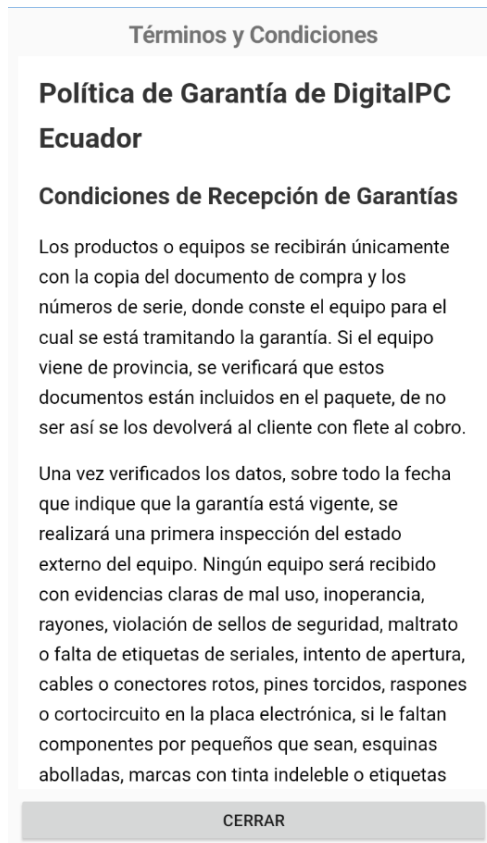 Términos y Condiciones
Política de Garantía de DigitalPC
Ecuador
Condiciones de Recepción de Garantías
Los productos o equipos se recibirán únicamente
con la copia del documento de compra y los
números de serie, donde conste el equipo para el
cual se está tramitando la garantía. Si el equipo
viene de provincia, se verificará que estos
documentos están incluidos en el paquete, de no
ser así se los devolverá al cliente con flete al cobro.
Una vez verificados los datos, sobre todo la fecha
que indique que la garantía está vigente, se
realizará una primera inspección del estado
externo del equipo. Ningún equipo será recibido
con evidencias claras de mal uso, inoperancia,
rayones, violación de sellos de seguridad, maltrato
o falta de etiquetas de seriales, intento de apertura,
cables o conectores rotos, pines torcidos, raspones
o cortocircuito en la placa electrónica, si le faltan
componentes por pequeños que sean, esquinas
abolladas, marcas con tinta indeleble o etiquetas
CERRAR